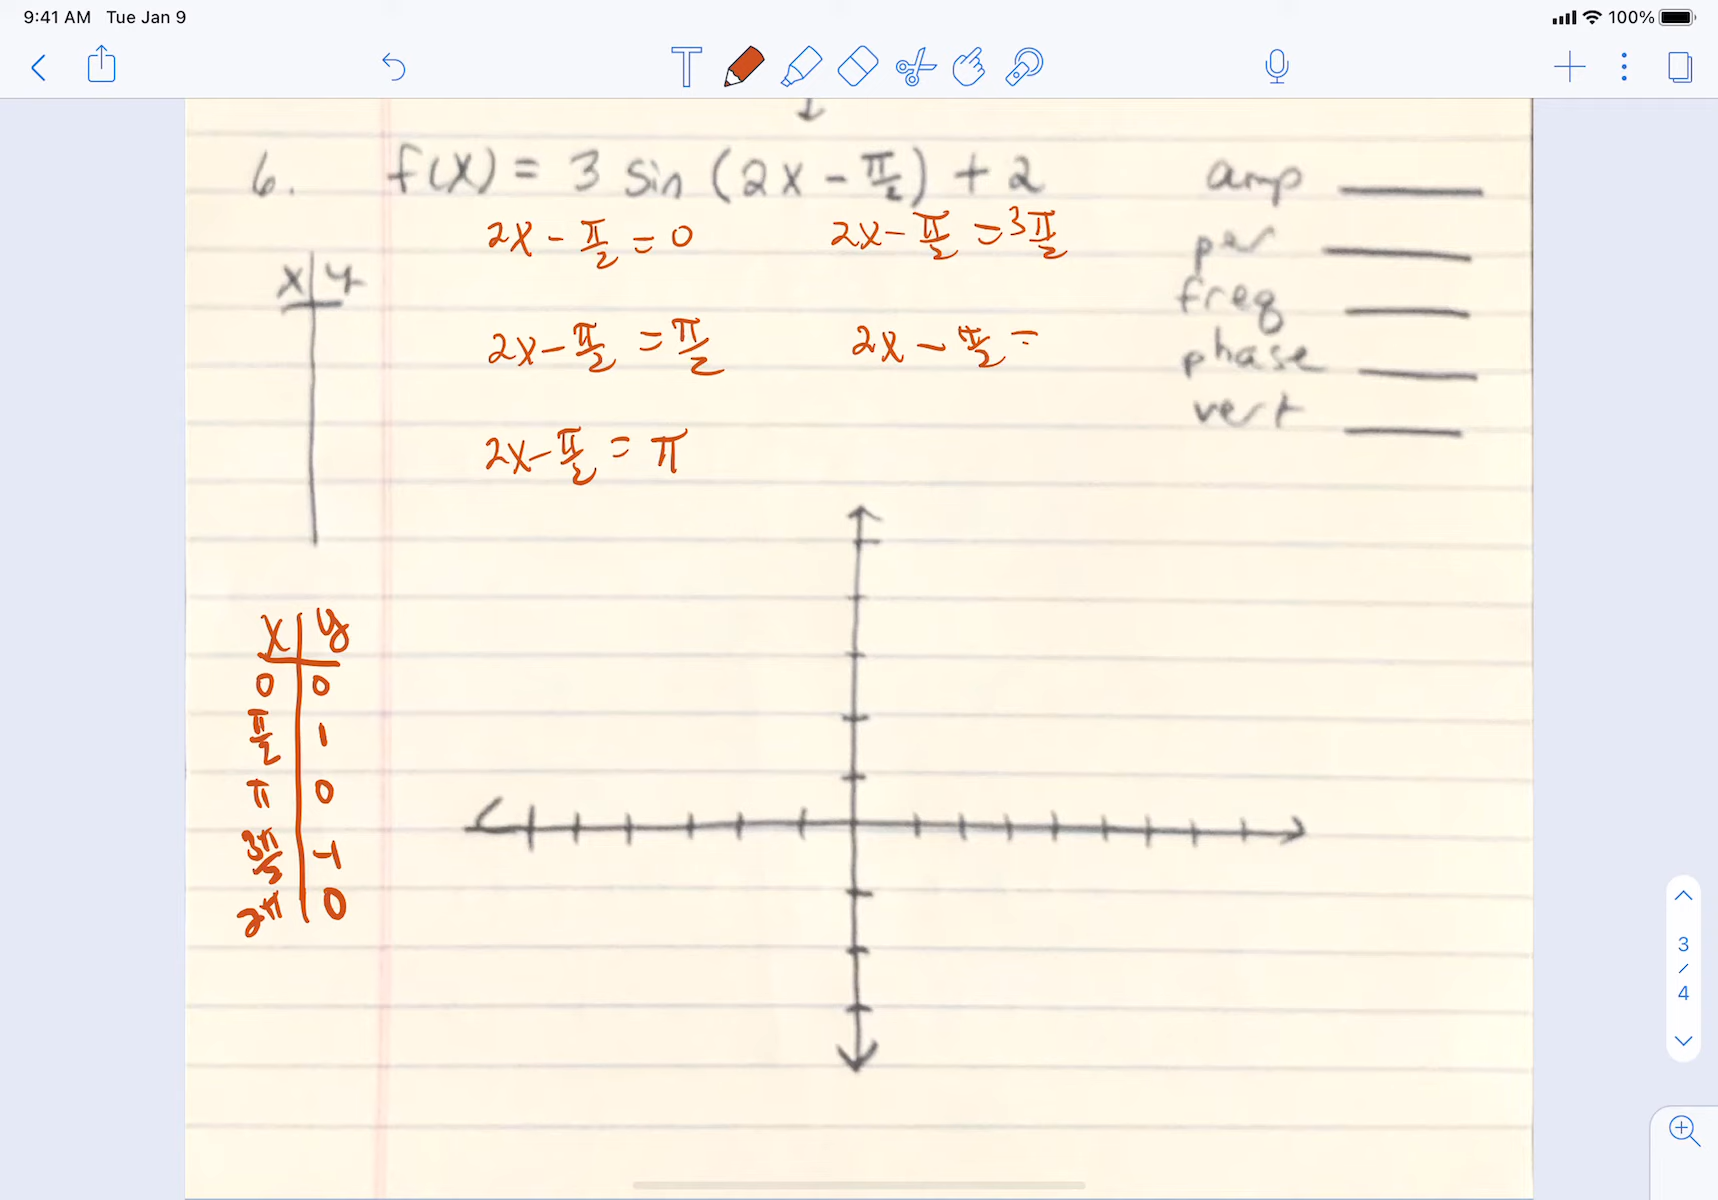 9:41 AM Tue Jan 9
100%
T
6. f(x) = 3 sin (2x - π/2) + 2
amp
2x - π/2 = 0
2x - π/2 = 3π/2
per
x y
freq
2x - π/2 = π/2
2x - π/2 =
phase
vert
2x - π/2 = π
x y
0 0
π/2 1
π 0
3π/2 -1
2π 0
3
/
4